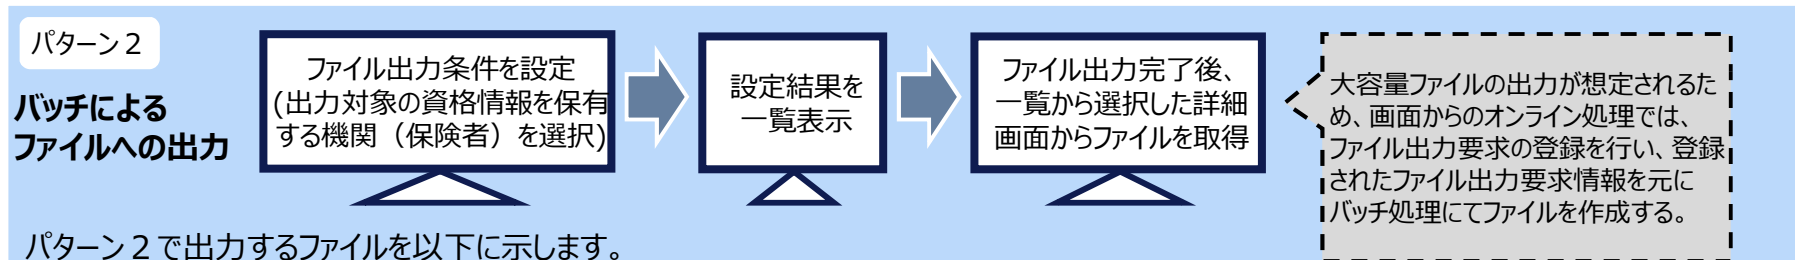 パターン２
バッチによる
ファイルへの出力
ファイル出力条件を設定
(出力対象の資格情報を保有
する機関（保険者）を選択)
設定結果を
一覧表示
ファイル出力完了後、
一覧から選択した詳細
画面からファイルを取得
大容量ファイルの出力が想定されるた
め、画面からのオンライン処理では、
ファイル出力要求の登録を行い、登録
されたファイル出力要求情報を元に
バッチ処理にてファイルを作成する。
パターン２で出力するファイルを以下に示します。